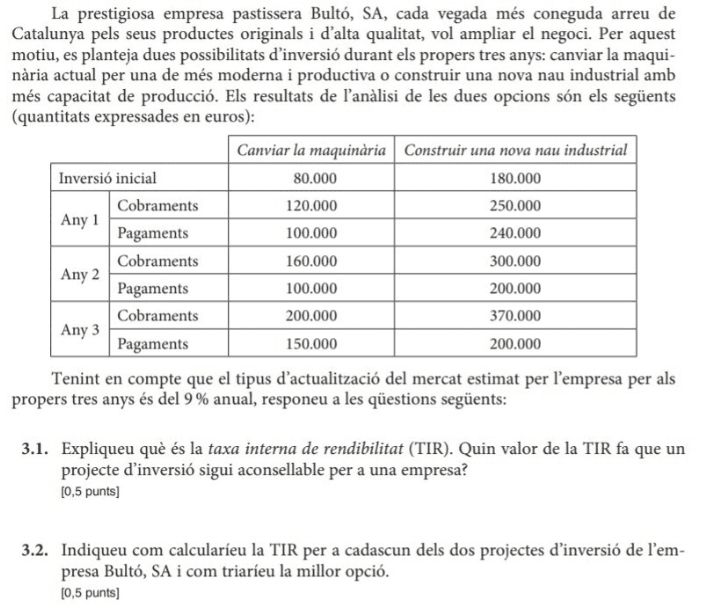 La prestigiosa empresa pastissera Bultó, SA, cada vegada més coneguda arreu de
Catalunya pels seus productes originals i d’alta qualitat, vol ampliar el negoci. Per aquest
motiu, es planteja dues possibilitats d’inversió durant els propers tres anys: canviar la maqui-
nària actual per una de més moderna i productiva o construir una nova nau industrial amb
més capacitat de producció. Els resultats de l’anàlisi de les dues opcions són els següents
(quantitats expressades en euros):
Canviar la maquinària Construir una nova nau industrial
Inversió inicial 80.000 180.000
Any 1 Cobraments 120.000 250.000
Pagaments 100.000 240.000
Any 2 Cobraments 160.000 300.000
Pagaments 100.000 200.000
Any 3 Cobraments 200.000 370.000
Pagaments 150.000 200.000
Tenint en compte que el tipus d’actualització del mercat estimat per l’empresa per als
propers tres anys és del 9 % anual, responeu a les qüestions següents:
3.1. Expliqueu què és la taxa interna de rendibilitat (TIR). Quin valor de la TIR fa que un
projecte d’inversió sigui aconsellable per a una empresa?
[0,5 punts]
3.2. Indiqueu com calcularíeu la TIR per a cadascun dels dos projectes d’inversió de l’em-
presa Bultó, SA i com triaríeu la millor opció.
[0,5 punts]